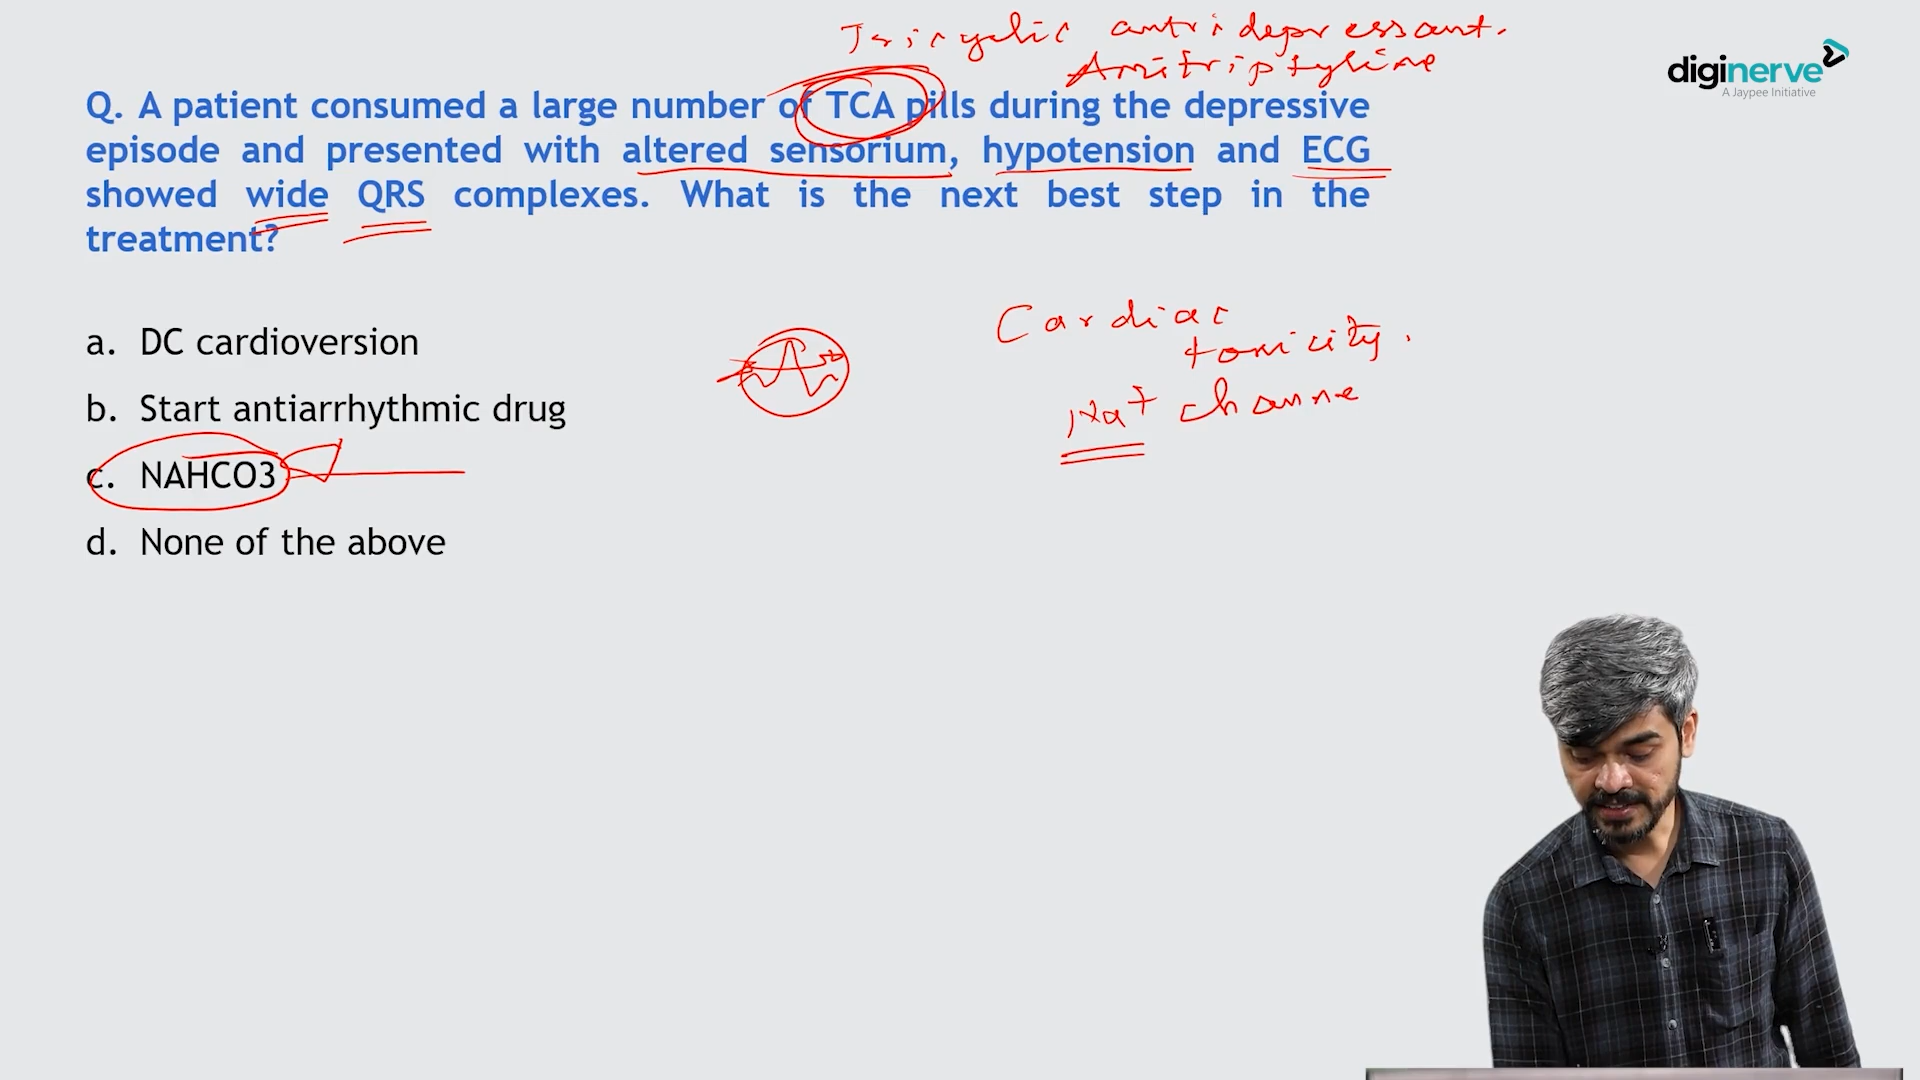 Tricyclic antidepressant.
Amitriptyline
diginerve
A Jaypee Initiative
Q. A patient consumed a large number of TCA pills during the depressive
episode and presented with altered sensorium, hypotension and ECG
showed wide QRS complexes. What is the next best step in the
treatment?
a. DC cardioversion
b. Start antiarrhythmic drug
c. NAHCO3
d. None of the above
Cardiac
toxicity.
Na+ channe